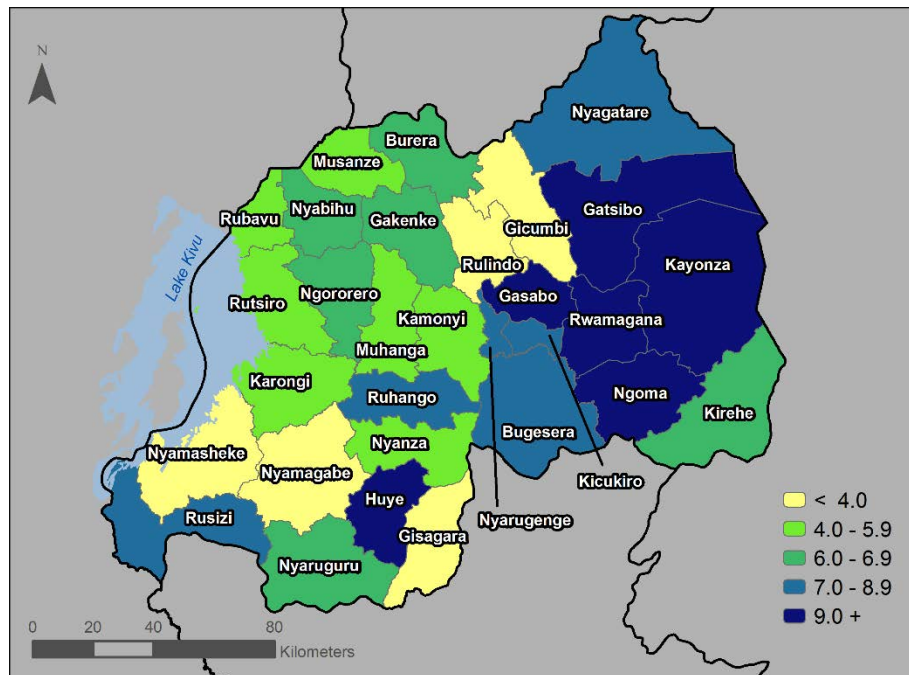 N
Nyagatare
Burera
Musanze
Nyabihu
Gakenke
Gatsibo
Rubavu
Gicumbi
Lake Kivu
Rulindo
Kayonza
Ngororero
Gasabo
Rutsiro
Kamonyi
Rwamagana
Muhanga
Karongi
Ruhango
Ngoma
Kirehe
Bugesera
Nyanza
Nyamasheke
Nyamagabe
Kicukiro
Huye
Rusizi
Nyarugenge
Gisagara
Nyaruguru
< 4.0
4.0 - 5.9
6.0 - 6.9
7.0 - 8.9
9.0 +
0 20 40 80
Kilometers